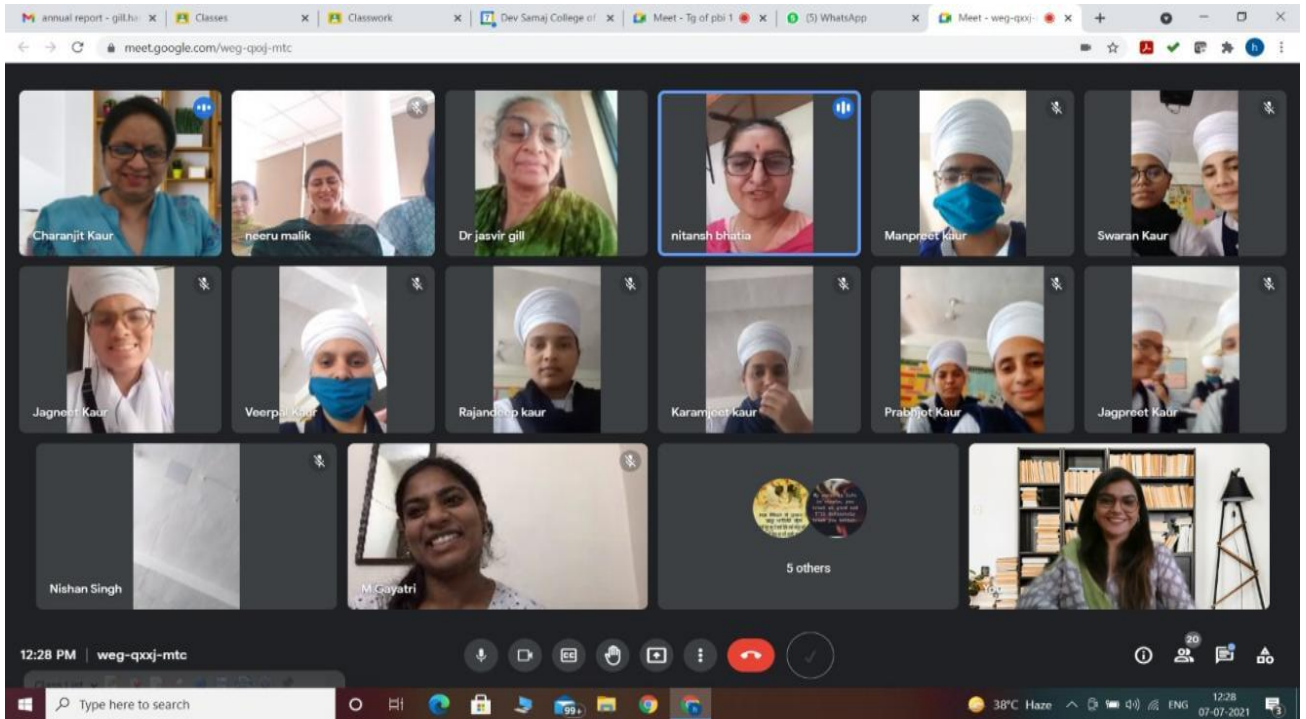 annual report - gill.ha
Classes
Classwork
Dev Samaj College of
Meet - Tg of pbi 1
(5) WhatsApp
Meet - weg-qxxj-
meet.google.com/weg-qxxj-mtc
h
Charanjit Kaur
neeru malik
Dr jasvir gill
nitansh bhatia
Manpreet kaur
Swaran Kaur
Jagneet Kaur
Veerpal Kaur
Rajandeep kaur
Karamjeet kaur
Prabhjot Kaur
Jagpreet Kaur
Nishan Singh
M Gayatri
5 others
You
12:28 PM | weg-qxxj-mtc
20
Type here to search
99+
38°C Haze
ENG
12:28
07-07-2021
3